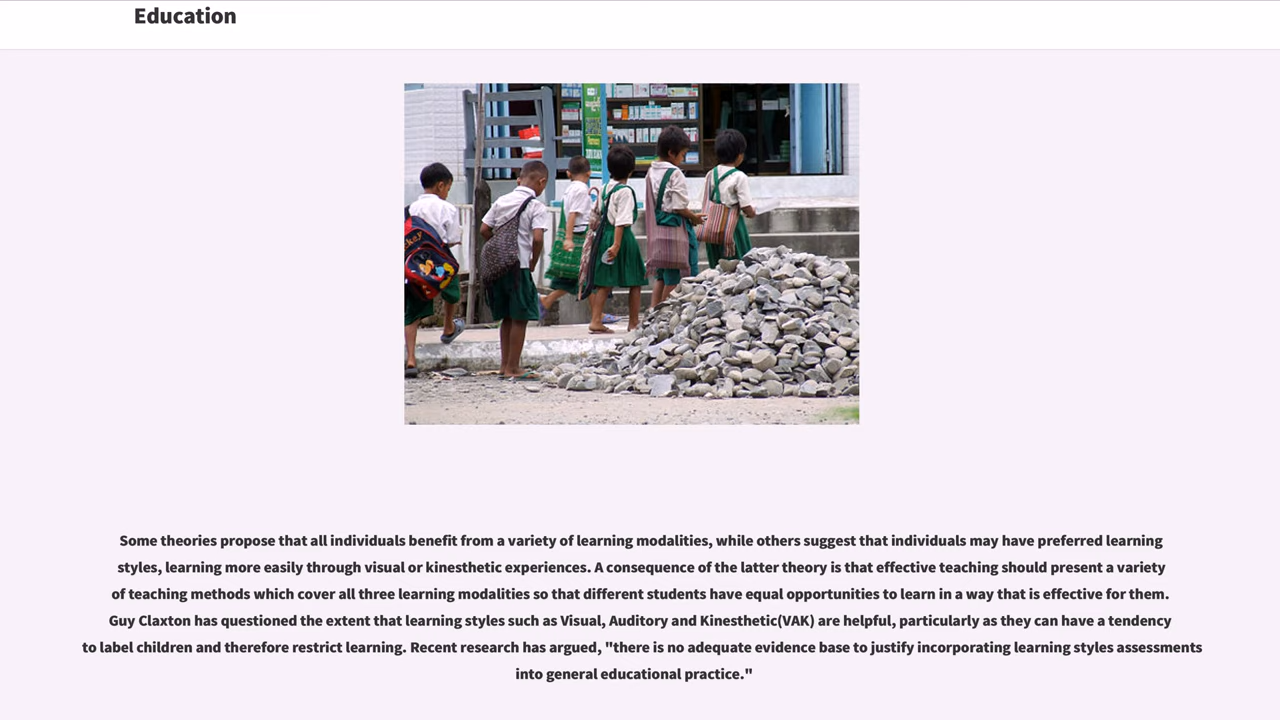 Education
Some theories propose that all individuals benefit from a variety of learning modalities, while others suggest that individuals may have preferred learning
styles, learning more easily through visual or kinesthetic experiences. A consequence of the latter theory is that effective teaching should present a variety
of teaching methods which cover all three learning modalities so that different students have equal opportunities to learn in a way that is effective for them.
Guy Claxton has questioned the extent that learning styles such as Visual, Auditory and Kinesthetic(VAK) are helpful, particularly as they can have a tendency
to label children and therefore restrict learning. Recent research has argued, "there is no adequate evidence base to justify incorporating learning styles assessments
into general educational practice."